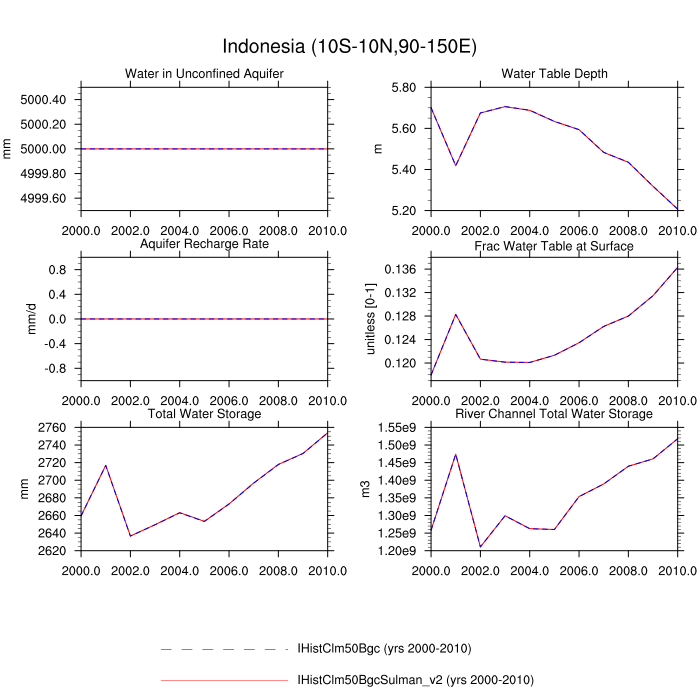 Indonesia (10S-10N,90-150E)
Water in Unconfined Aquifer
5000.40
5000.20
5000.00
4999.80
4999.60
mm
2000.0 2002.0 2004.0 2006.0 2008.0 2010.0
Water Table Depth
5.80
5.60
5.40
5.20
m
2000.0 2002.0 2004.0 2006.0 2008.0 2010.0
Aquifer Recharge Rate
0.8
0.4
0.0
-0.4
-0.8
mm/d
2000.0 2002.0 2004.0 2006.0 2008.0 2010.0
Frac Water Table at Surface
0.136
0.132
0.128
0.124
0.120
unitless [0-1]
2000.0 2002.0 2004.0 2006.0 2008.0 2010.0
Total Water Storage
2760
2740
2720
2700
2680
2660
2640
2620
mm
2000.0 2002.0 2004.0 2006.0 2008.0 2010.0
River Channel Total Water Storage
1.55e9
1.50e9
1.45e9
1.40e9
1.35e9
1.30e9
1.25e9
1.20e9
m3
2000.0 2002.0 2004.0 2006.0 2008.0 2010.0
IHistClm50Bgc (yrs 2000-2010)
IHistClm50BgcSulman_v2 (yrs 2000-2010)